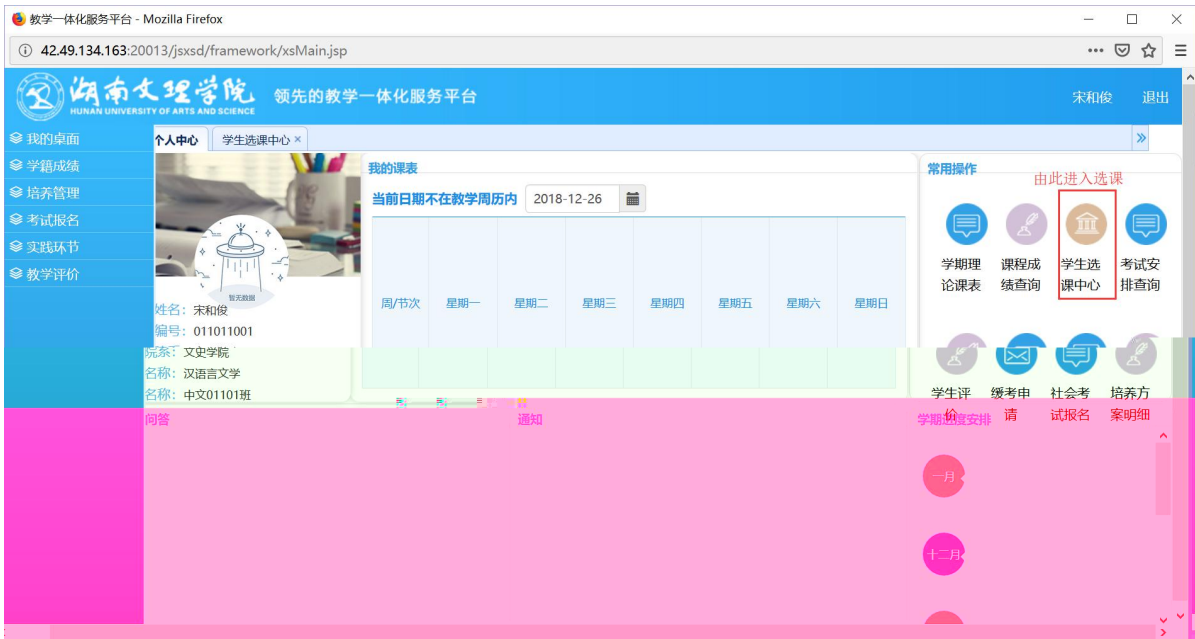 教学一体化服务平台 - Mozilla Firefox
42.49.134.163:20013/jsxsd/framework/xsMain.jsp
湖南文理学院
HUNAN UNIVERSITY OF ARTS AND SCIENCE
领先的教学一体化服务平台
宋和俊 退出
我的桌面
学籍成绩
培养管理
考试报名
实践环节
教学评价
个人中心 学生选课中心 ×
暂无数据
姓名：宋和俊
编号：011011001
院系：文史学院
名称：汉语言文学
名称：中文01101班
我的课表
当前日期不在教学周历内 2018-12-26
周/节次 星期一 星期二 星期三 星期四 星期五 星期六 星期日
常用操作
由此进入选课
学期理论课表
课程成绩查询
学生选课中心
考试安排查询
学生评价
缓考申请
社会考试报名
培养方案明细
问答
通知
学期进度安排
一月
十二月